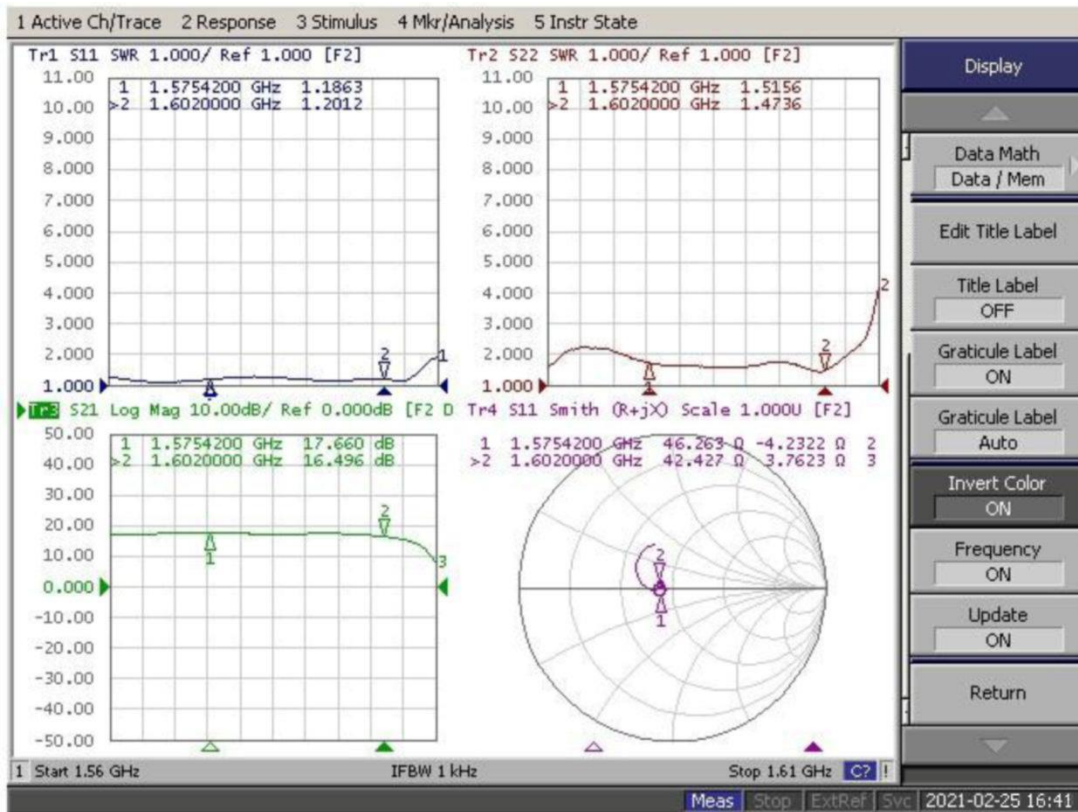 1 Active Ch/Trace 2 Response 3 Stimulus 4 Mkr/Analysis 5 Instr State
Tr1 S11 SWR 1.000/ Ref 1.000 [F2]
11.00
10.00
9.000
8.000
7.000
6.000
5.000
4.000
3.000
2.000
1.000
1 1.5754200 GHz 1.1863
>2 1.6020000 GHz 1.2012
2
1
Tr2 S22 SWR 1.000/ Ref 1.000 [F2]
11.00
10.00
9.000
8.000
7.000
6.000
5.000
4.000
3.000
2.000
1.000
1 1.5754200 GHz 1.5156
>2 1.6020000 GHz 1.4736
2
2
1
Tr3 S21 Log Mag 10.00dB/ Ref 0.000dB [F2 D
50.00
40.00
30.00
20.00
10.00
0.000
-10.00
-20.00
-30.00
-40.00
-50.00
1 1.5754200 GHz 17.660 dB
>2 1.6020000 GHz 16.496 dB
2
1
3
Tr4 S11 Smith (R+jX) Scale 1.000U [F2]
1 1.5754200 GHz 46.263 Ω -4.2322 Ω 2
>2 1.6020000 GHz 42.427 Ω -3.7623 Ω 3
2
1
1 Start 1.56 GHz IFBW 1 kHz Stop 1.61 GHz C? !
Display
Data Math
Data / Mem
Edit Title Label
Title Label
OFF
Graticule Label
ON
Graticule Label
Auto
Invert Color
ON
Frequency
ON
Update
ON
Return
Meas Stop ExtRef Svc 2021-02-25 16:41